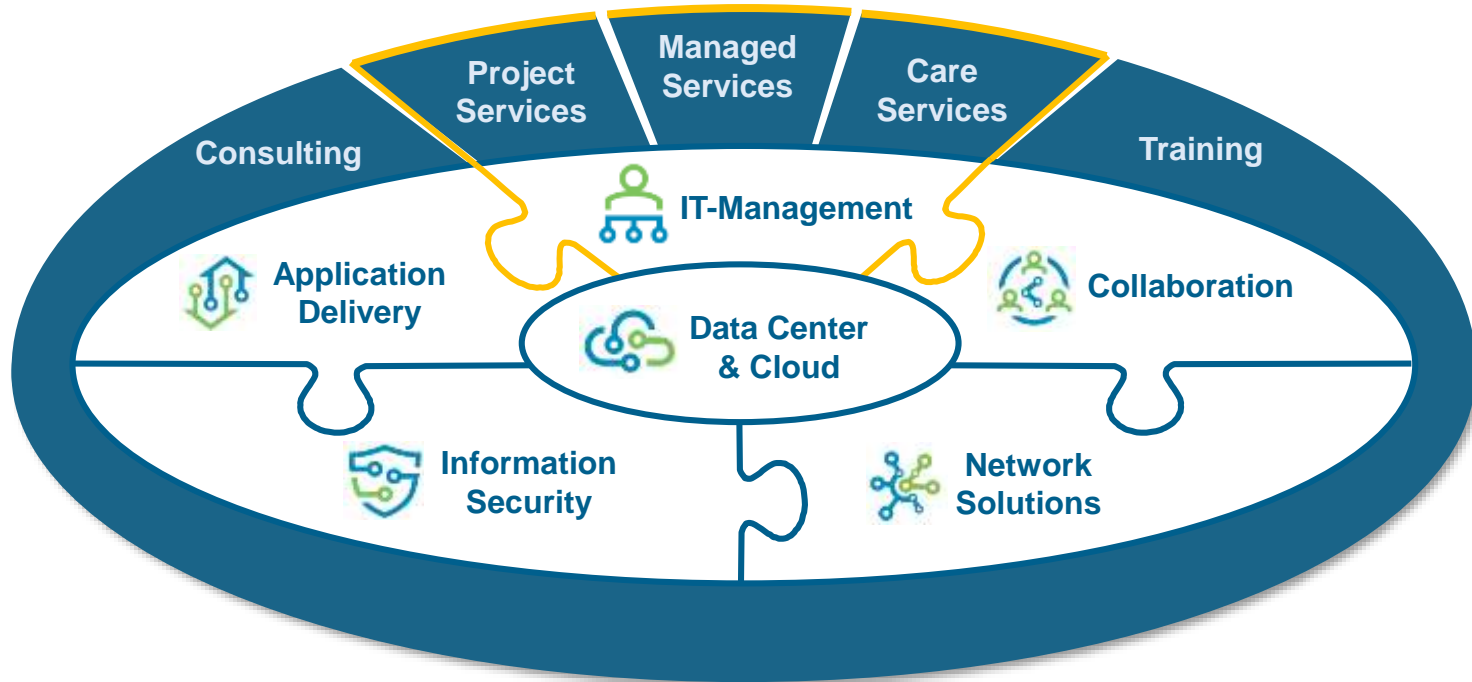 Consulting
Project
Services
Managed
Services
Care
Services
Training
IT-Management
Application
Delivery
Collaboration
Data Center
& Cloud
Information
Security
Network
Solutions